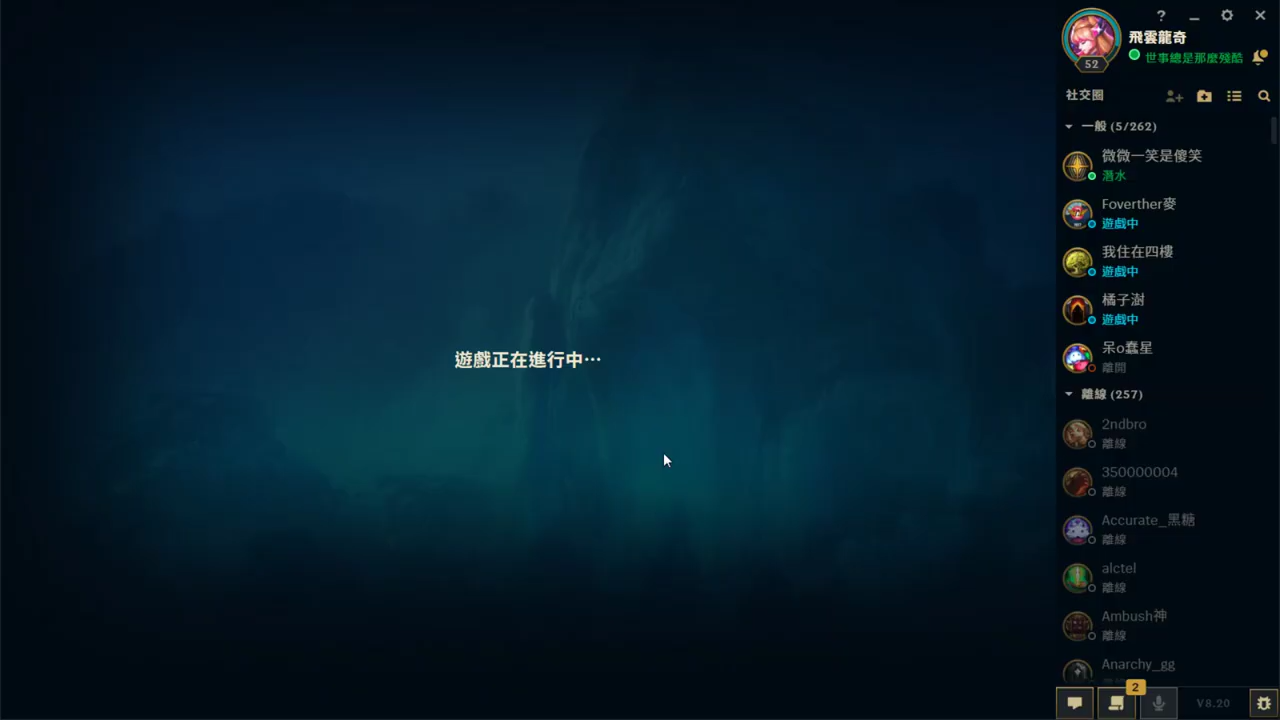 ?
飛雲龍奇
世事總是那麼殘酷
52
社交圈
一般 (5/262)
微微一笑是傻笑
潛水
Foverther麥
遊戲中
我住在四樓
遊戲中
橘子澍
遊戲中
呆o蠢星
離開
離線 (257)
2ndbro
離線
350000004
離線
Accurate_黑糖
離線
alctel
離線
Ambush神
離線
Anarchy_gg
遊戲正在進行中⋯
2
V8.20